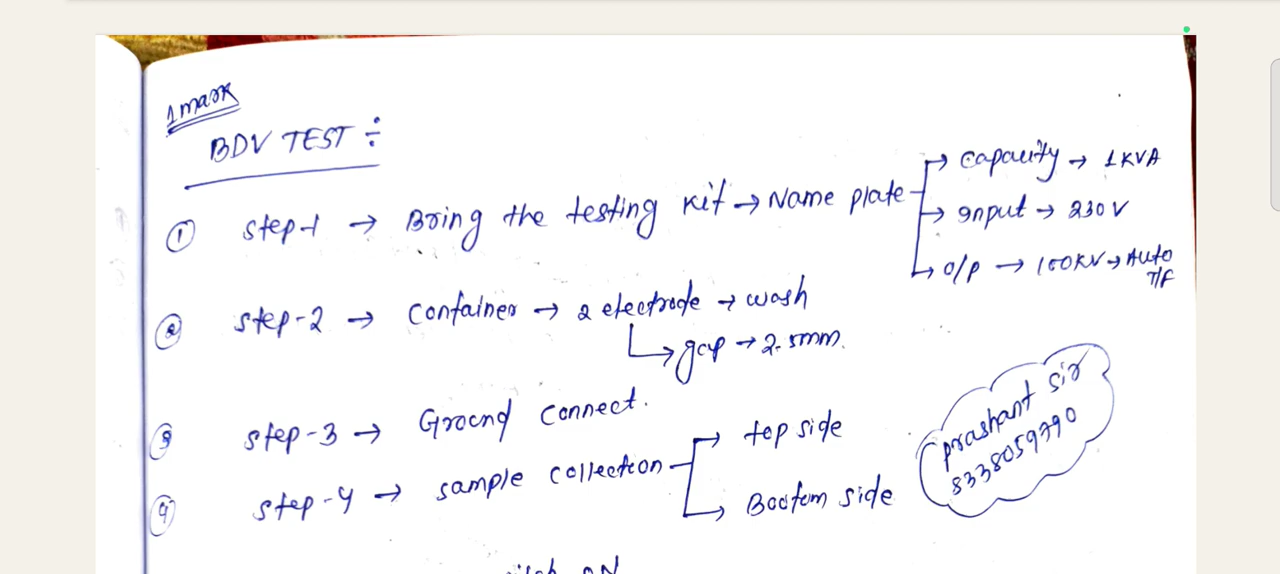 1 mark
BDV TEST ÷
① Step-1 → Bring the testing kit → Name plate → Capacity → 1KVA
→ Input → 230V
→ O/P → 100KV → Auto T/F
② Step-2 → Container → 2 electrode → wash
→ gap → 2.5mm.
③ Step-3 → Ground connect.
④ Step-4 → sample collection → top side
→ Bootom side
prashant sir
8338059790
ON